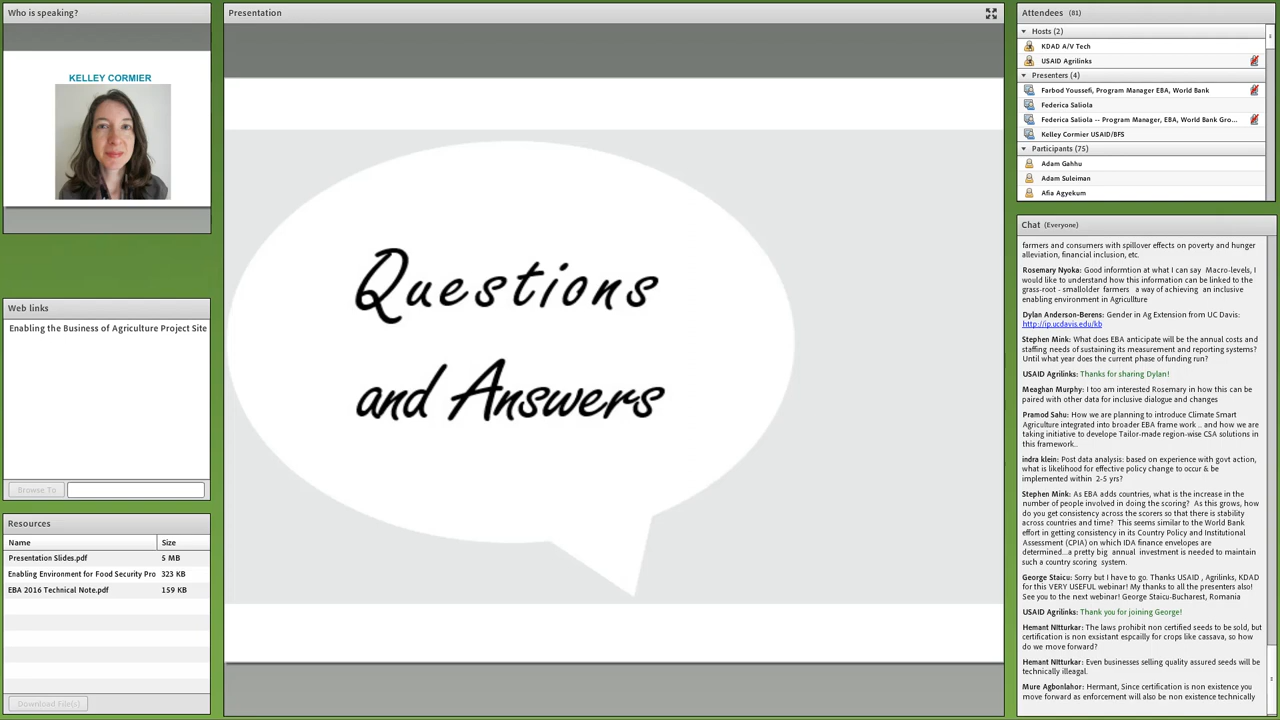 Who is speaking?
KELLEY CORMIER
Web links
Enabling the Business of Agriculture Project Site
Browse To
Resources
Name Size
Presentation Slides.pdf 5 MB
Enabling Environment for Food Security Pro 323 KB
EBA 2016 Technical Note.pdf 159 KB
Download File(s)
Presentation
Questions
and Answers
Attendees (81)
Hosts (2)
KDAD A/V Tech
USAID Agrilinks
Presenters (4)
Farbod Youssefi, Program Manager EBA, World Bank
Federica Saliola
Federica Saliola -- Program Manager, EBA, World Bank Gro...
Kelley Cormier USAID/BFS
Participants (75)
Adam Gahhu
Adam Suleiman
Afia Agyekum
Chat (Everyone)
farmers and consumers with spillover effects on poverty and hunger
alleviation, financial inclusion, etc.
Rosemary Nyoka: Good informtion at what I can say Macro-levels, I
would like to understand how this information can be linked to the
grass-root - smallolder farmers a way of achieving an inclusive
enabling environment in Agricullture
Dylan Anderson-Berens: Gender in Ag Extension from UC Davis:
http://ip.ucdavis.edu/kb
Stephen Mink: What does EBA anticipate will be the annual costs and
staffing needs of sustaining its measurement and reporting systems?
Until what year does the current phase of funding run?
USAID Agrilinks: Thanks for sharing Dylan!
Meaghan Murphy: I too am interested Rosemary in how this can be
paired with other data for inclusive dialogue and changes
Pramod Sahu: How we are planning to introduce Climate Smart
Agriculture integrated into broader EBA frame work .. and how we are
taking initiative to develope Tailor-made region-wise CSA solutions in
this framework..
indra klein: Post data analysis: based on experience with govt action,
what is likelihood for effective policy change to occur & be
implemented within 2-5 yrs?
Stephen Mink: As EBA adds countries, what is the increase in the
number of people involved in doing the scoring? As this grows, how
do you get consistency across the scorers so that there is stability
across countries and time? This seems similar to the World Bank
effort in getting consistency in its Country Policy and Institutional
Assessment (CPIA) on which IDA finance envelopes are
determined...a pretty big annual investment is needed to maintain
such a country scoring system.
George Staicu: Sorry but I have to go. Thanks USAID , Agrilinks, KDAD
for this VERY USEFUL webinar! My thanks to all the presenters also!
See you to the next webinar! George Staicu-Bucharest, Romania
USAID Agrilinks: Thank you for joining George!
Hemant NItturkar: The laws prohibit non certified seeds to be sold, but
certification is non exsistant espcailly for crops like cassava, so how
do we move forward?
Hemant NItturkar: Even businesses selling quality assured seeds will be
technically illeagal.
Mure Agbonlahor: Hermant, Since certification is non existence you
move forward as enforcement will also be non existence technically